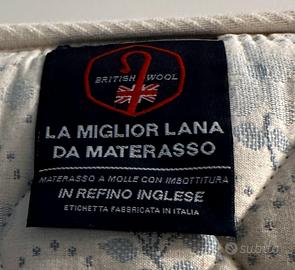 BRITISH WOOL
LA MIGLIOR LANA
DA MATERASSO
MATERASSO A MOLLE CON IMBOTTITURA
IN REFINO INGLESE
ETICHETTA FABBRICATA IN ITALIA
subito